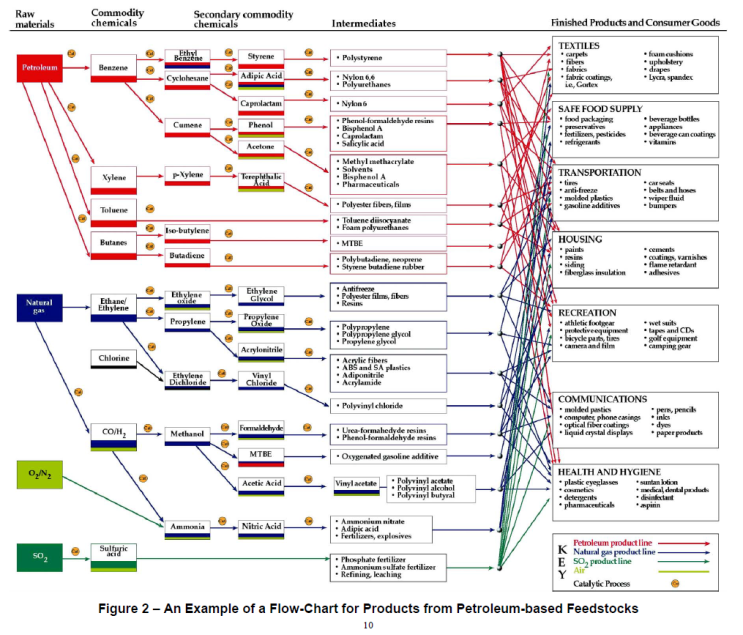 Raw
materials
Commodity
chemicals
Secondary commodity
chemicals
Intermediates
Finished Products and Consumer Goods
Petroleum
Benzene
Ethyl
Benzene
Styrene
• Polystyrene
Cyclohesane
Adipic Acid
• Nylon 6,6
• Polyurethanes
Caprolactam
• Nylon 6
Cumene
Phenol
• Phenol-formaldehyde resins
• Bisphenol A
• Caprolactam
• Salicylic acid
Acetone
• Methyl methacrylate
• Solvents
• Bisphenol A
• Pharmaceuticals
Xylene
p-Xylene
Terephthalic
Acid
• Polyester fibers, films
Toluene
• Toluene diisocyanate
• Foam polyurethanes
Butanes
Iso-butylene
• MTBE
Butadiene
• Polybutadiene, neoprene
• Styrene butadiene rubber
Natural
gas
Ethane/
Ethylene
Ethylene
oxide
Ethylene
Glycol
• Antifreeze
• Polyester films, fibers
• Resins
Propylene
Propylene
Oxide
• Polypropylene
• Polypropylene glycol
• Propylene glycol
Acrylonitrile
• Acrylic fibers
• ABS and SA plastics
• Adiponitrile
• Acrylamide
Chlorine
Ethylene
Dichloride
Vinyl
Chloride
• Polyvinyl chloride
CO/H2
Methanol
Formaldehyde
• Urea-formahedyde resins
• Phenol-formaldehyde resins
MTBE
• Oxygenated gasoline additive
Acetic Acid
Vinyl acetate
• Polyvinyl acetate
• Polyvinyl alcohol
• Polyvinyl butyral
O2/N2
Ammonia
Nitric Acid
• Ammonium nitrate
• Adipic acid
• Fertilizers, explosives
SO2
Sulfuric
acid
• Phosphate fertilizer
• Ammonium sulfate fertilizer
• Refining, leaching
TEXTILES
• carpets • foam cushions
• fibers • upholstery
• fabrics • drapes
• fabric coatings, • Lycra, spandex
i.e., Gortex
SAFE FOOD SUPPLY
• food packaging • beverage bottles
• preservatives • appliances
• fertilizers, pesticides • beverage can coatings
• refrigerants • vitamins
TRANSPORTATION
• tires • car seats
• anti-freeze • belts and hoses
• molded plastics • wiper fluid
• gasoline additives • bumpers
HOUSING
• paints • cements
• resins • coatings, varnishes
• siding • flame retardant
• fiberglass insulation • adhesives
RECREATION
• athletic footgear • wet suits
• protective equipment • tapes and CDs
• bicycle parts, tires • golf equipment
• camera and film • camping gear
COMMUNICATIONS
• molded pastics • pens, pencils
• computer, phone casings • inks
• optical fiber coatings • dyes
• liquid crystal displays • paper products
HEALTH AND HYGIENE
• plastic eyeglasses • suntan lotion
• cosmetics • medical, dental products
• detergents • disinfectant
• pharmaceuticals • aspirin
KEY
Petroleum product line
Natural gas product line
SO2 product line
Air
Catalytic Process
Cat
Figure 2 – An Example of a Flow-Chart for Products from Petroleum-based Feedstocks
10